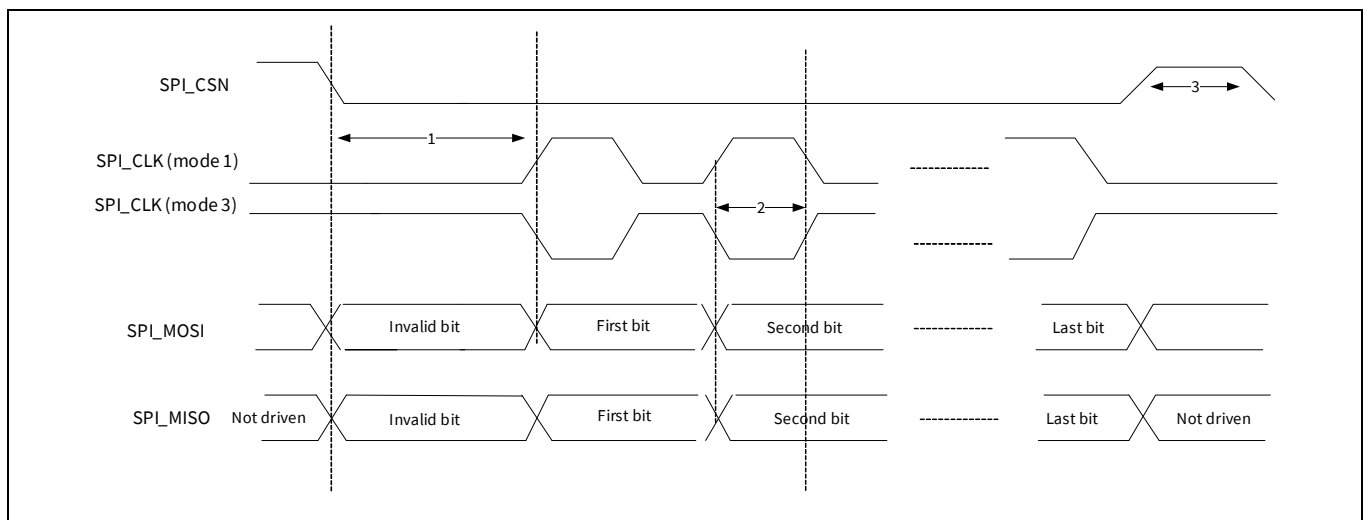 SPI_CSN
3
1
SPI_CLK (mode 1)
SPI_CLK (mode 3)
2
SPI_MOSI Invalid bit First bit Second bit Last bit
SPI_MISO Not driven Invalid bit First bit Second bit Last bit Not driven